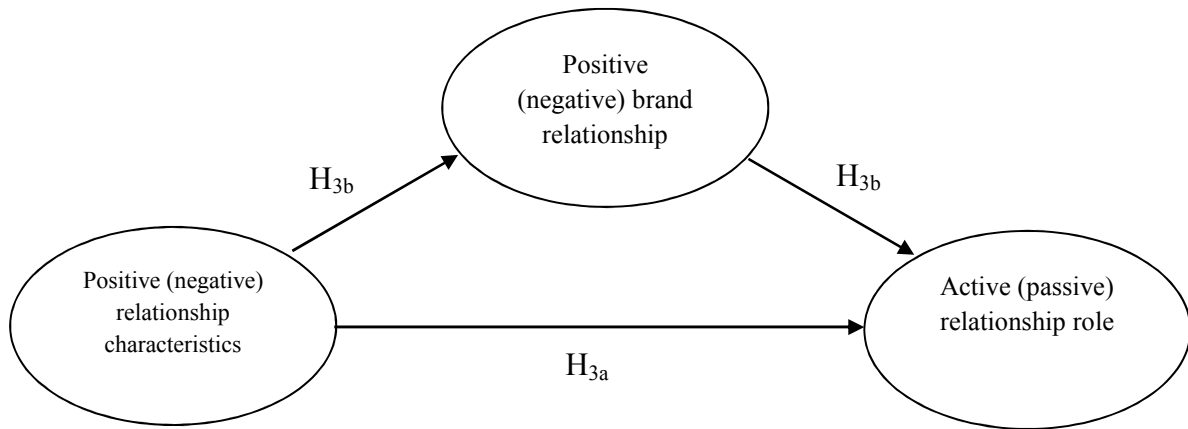 Positive
(negative) brand
relationship
H3b
H3b
Positive (negative)
relationship
characteristics
Active (passive)
relationship role
H3a